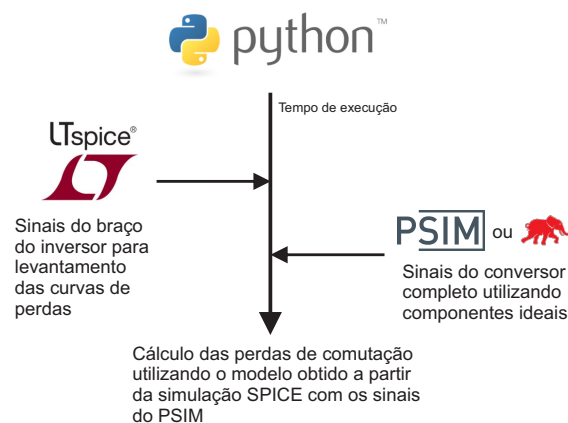 python™
Tempo de execução
LTspice®
Sinais do braço
do inversor para
levantamento
das curvas de
perdas
PSIM ou
Sinais do conversor
completo utilizando
componentes ideais
Cálculo das perdas de comutação
utilizando o modelo obtido a partir
da simulação SPICE com os sinais
do PSIM